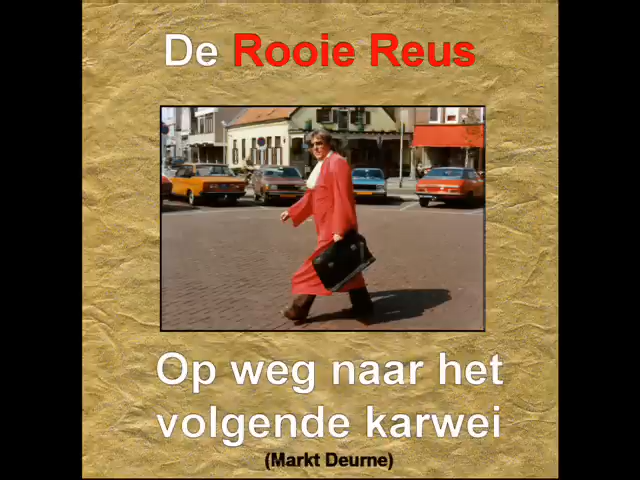 De Rooie Reus
Op weg naar het
volgende karwei
(Markt Deurne)